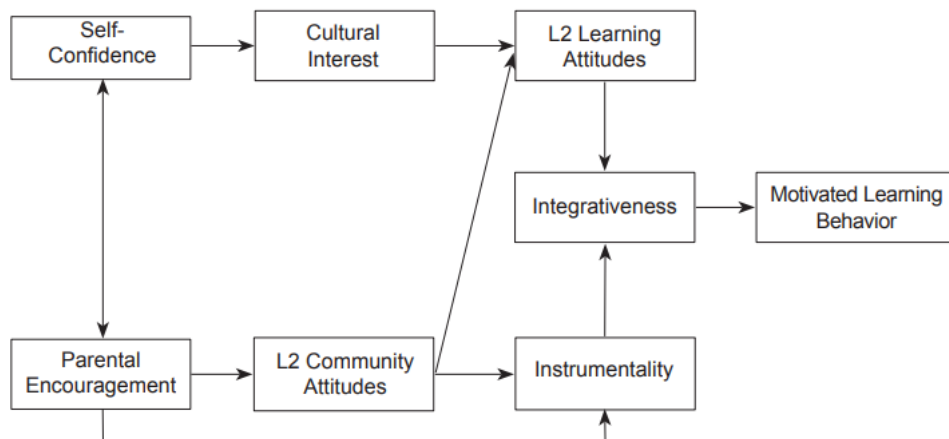 Self-
Confidence
Cultural
Interest
L2 Learning
Attitudes
Integrativeness
Motivated Learning
Behavior
Parental
Encouragement
L2 Community
Attitudes
Instrumentality